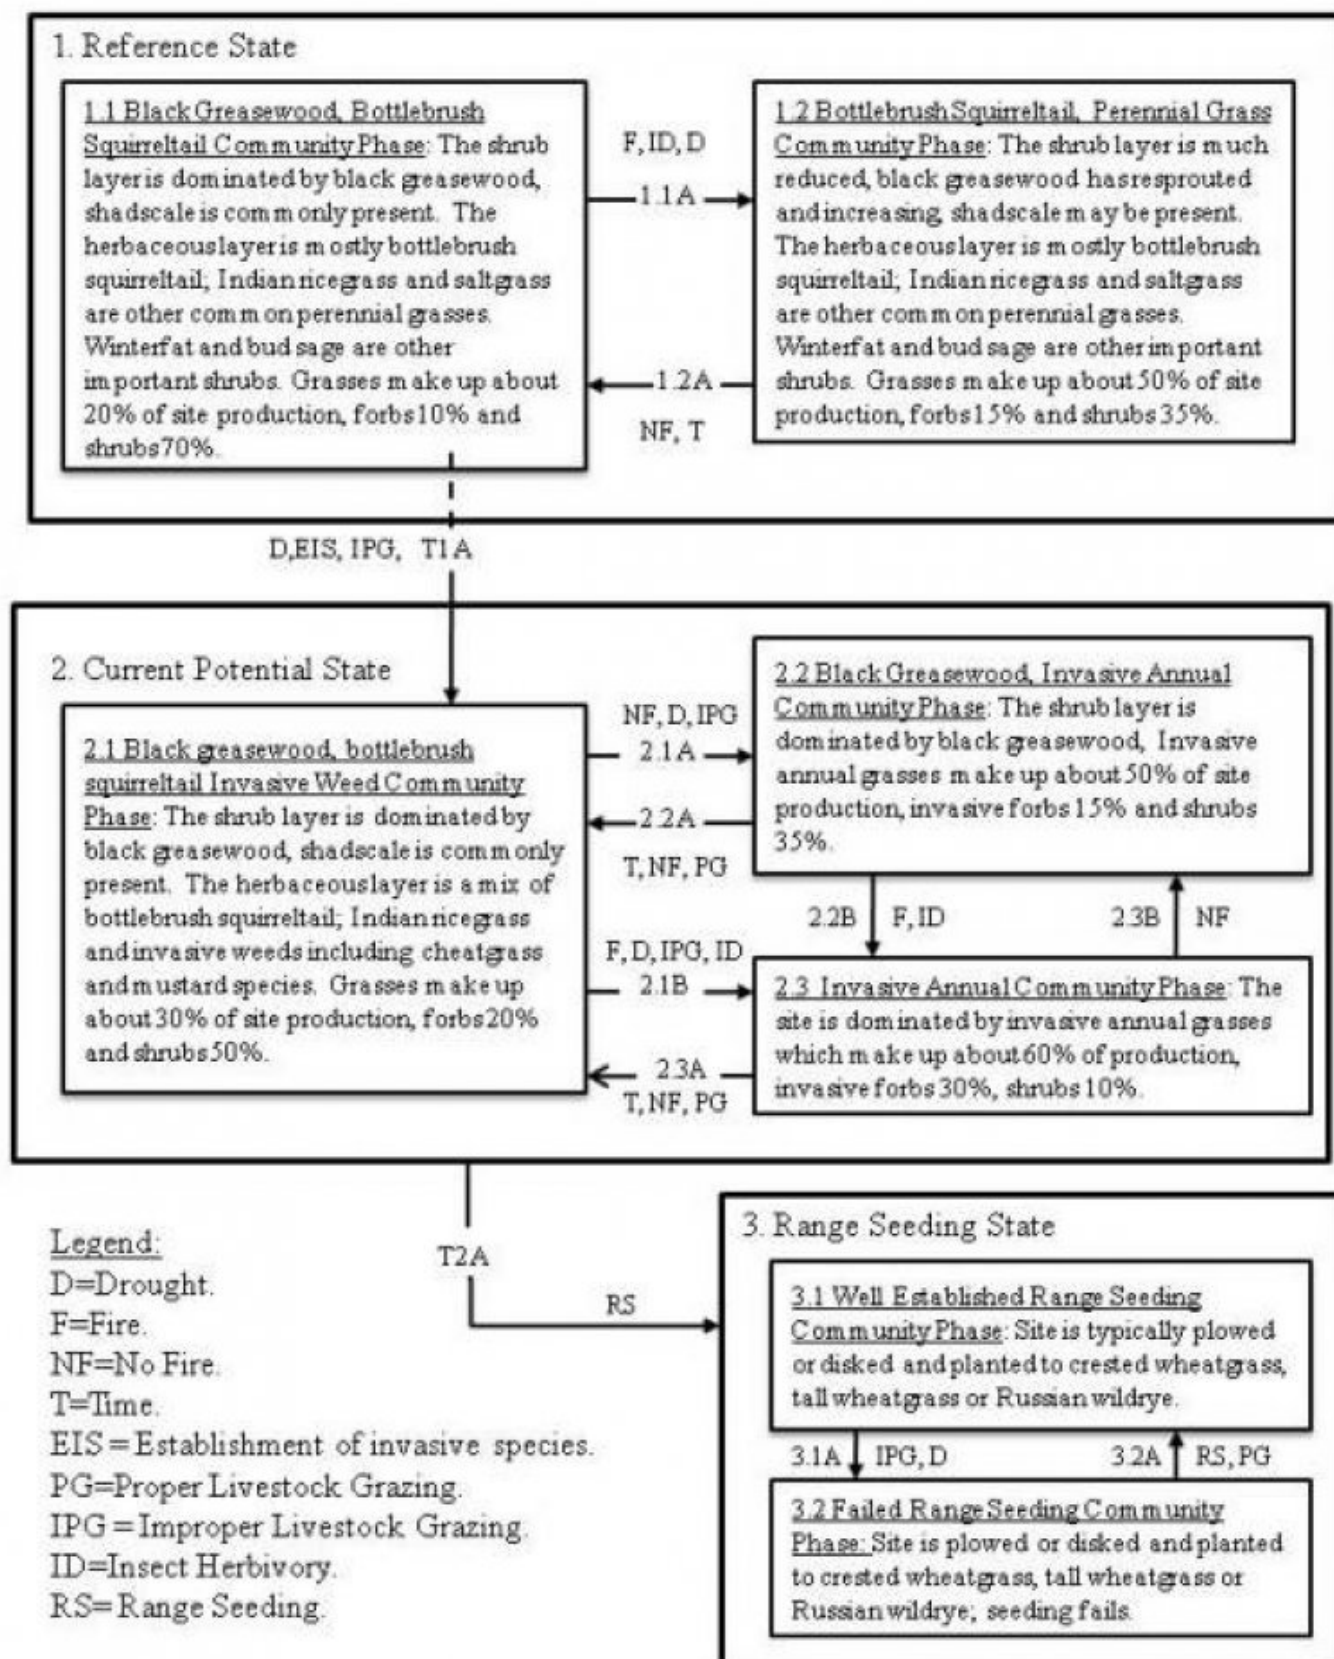 1. Reference State
1.1 Black Greasewood, Bottlebrush
Squirreltail Community Phase: The shrub
layer is dominated by black greasewood,
shadscale is commonly present. The
herbaceous layer is mostly bottlebrush
squirreltail; Indian ricegrass and saltgrass
are other common perennial grasses.
Winterfat and bud sage are other
important shrubs. Grasses make up about
20% of site production, forbs 10% and
shrubs 70%.
F, ID, D
1.1A
1.2A
NF, T
1.2 Bottlebrush Squirreltail, Perennial Grass
Community Phase: The shrub layer is much
reduced, black greasewood has resprouted
and increasing, shadscale may be present.
The herbaceous layer is mostly bottlebrush
squirreltail; Indian ricegrass and saltgrass
are other common perennial grasses.
Winterfat and bud sage are other important
shrubs. Grasses make up about 50% of site
production, forbs 15% and shrubs 35%.
D,EIS, IPG, T1A
2. Current Potential State
2.1 Black greasewood, bottlebrush
squirreltail Invasive Weed Community
Phase: The shrub layer is dominated by
black greasewood, shadscale is commonly
present. The herbaceous layer is a mix of
bottlebrush squirreltail; Indian ricegrass
and invasive weeds including cheatgrass
and mustard species. Grasses make up
about 30% of site production, forbs 20%
and shrubs 50%.
NF, D, IPG
2.1A
2.2A
T, NF, PG
F, D, IPG, ID
2.1B
2.3A
T, NF, PG
2.2 Black Greasewood, Invasive Annual
Community Phase: The shrub layer is
dominated by black greasewood, Invasive
annual grasses make up about 50% of site
production, invasive forbs 15% and shrubs
35%.
2.2B F, ID
2.3B NF
2.3 Invasive Annual Community Phase: The
site is dominated by invasive annual grasses
which make up about 60% of production,
invasive forbs 30%, shrubs 10%.
T2A
RS
Legend:
D=Drought.
F=Fire.
NF=No Fire.
T=Time.
EIS=Establishment of invasive species.
PG=Proper Livestock Grazing.
IPG=Improper Livestock Grazing.
ID=Insect Herbivory.
RS=Range Seeding.
3. Range Seeding State
3.1 Well Established Range Seeding
Community Phase: Site is typically plowed
or disked and planted to crested wheatgrass,
tall wheatgrass or Russian wildrye.
3.1A IPG, D
3.2A RS, PG
3.2 Failed Range Seeding Community
Phase: Site is plowed or disked and planted
to crested wheatgrass, tall wheatgrass or
Russian wildrye; seeding fails.